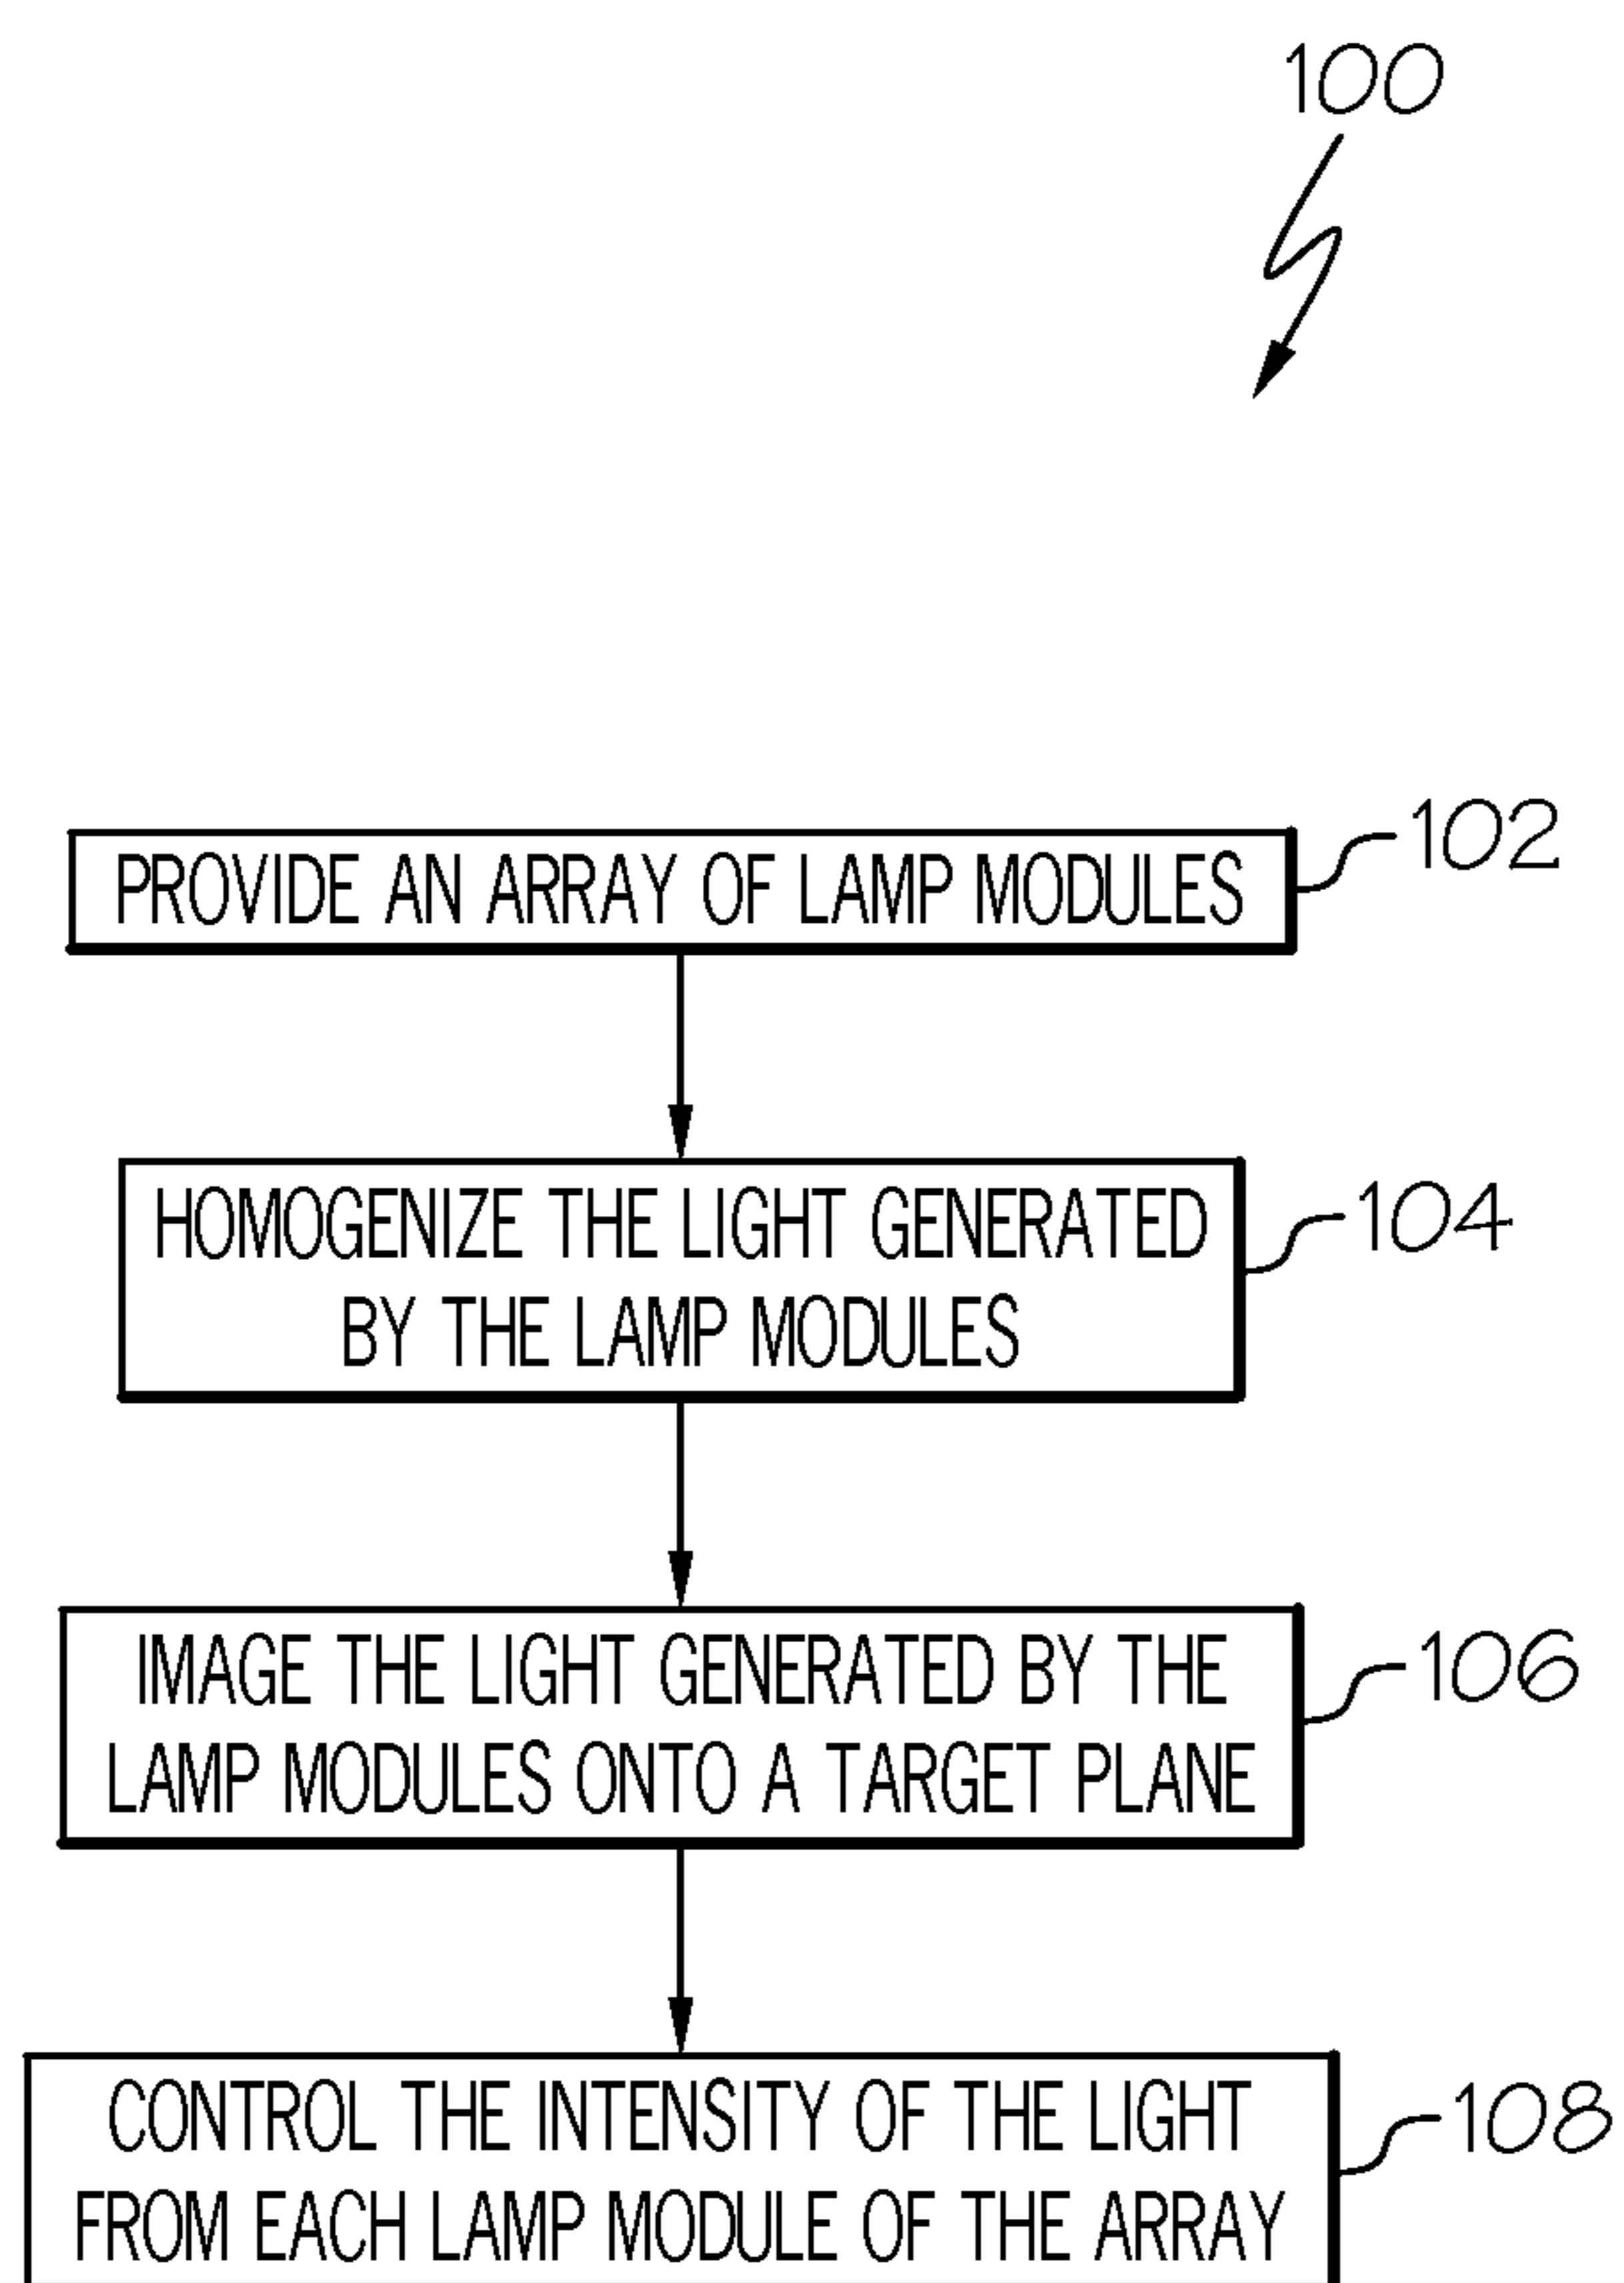 100
PROVIDE AN ARRAY OF LAMP MODULES
102
HOMOGENIZE THE LIGHT GENERATED
BY THE LAMP MODULES
104
IMAGE THE LIGHT GENERATED BY THE
LAMP MODULES ONTO A TARGET PLANE
106
CONTROL THE INTENSITY OF THE LIGHT
FROM EACH LAMP MODULE OF THE ARRAY
108